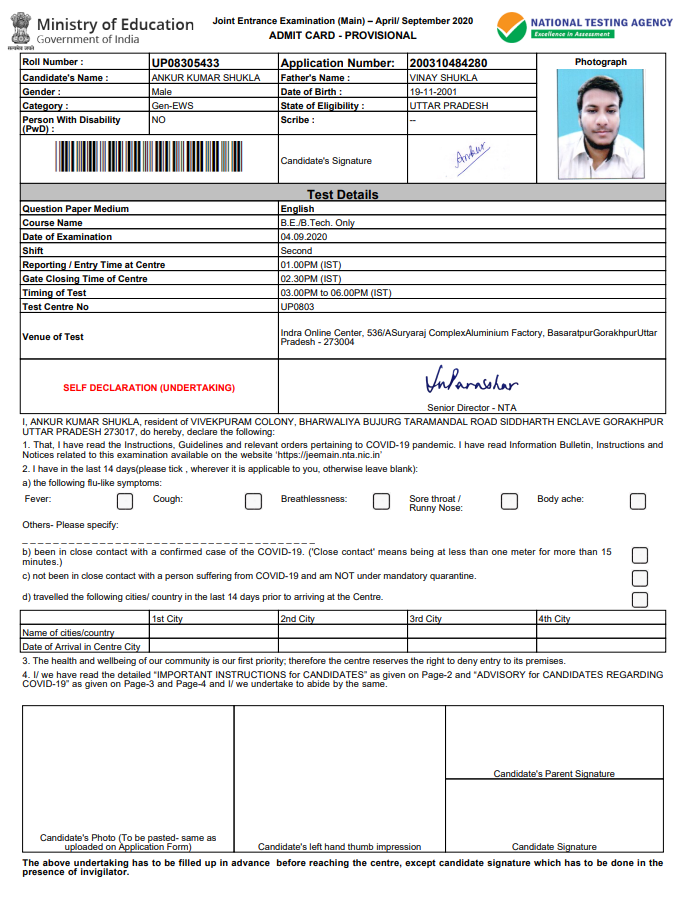 Ministry of Education
Government of India
सत्यमेव जयते
Joint Entrance Examination (Main) – April/ September 2020
ADMIT CARD - PROVISIONAL
NATIONAL TESTING AGENCY
Excellence in Assessment
Roll Number : UP08305433 Application Number: 200310484280 Photograph
Candidate's Name : ANKUR KUMAR SHUKLA Father's Name : VINAY SHUKLA
Gender : Male Date of Birth : 19-11-2001
Category : Gen-EWS State of Eligibility : UTTAR PRADESH
Person With Disability (PwD) : NO Scribe : --
Candidate's Signature Ankur
Test Details
Question Paper Medium English
Course Name B.E./B.Tech. Only
Date of Examination 04.09.2020
Shift Second
Reporting / Entry Time at Centre 01.00PM (IST)
Gate Closing Time of Centre 02.30PM (IST)
Timing of Test 03.00PM to 06.00PM (IST)
Test Centre No UP0803
Venue of Test Indra Online Center, 536/ASuryaraj ComplexAluminium Factory, BasaratpurGorakhpurUttar
Pradesh - 273004
SELF DECLARATION (UNDERTAKING)
Senior Director - NTA
I, ANKUR KUMAR SHUKLA, resident of VIVEKPURAM COLONY, BHARWALIYA BUJURG TARAMANDAL ROAD SIDDHARTH ENCLAVE GORAKHPUR
UTTAR PRADESH 273017, do hereby, declare the following:
1. That, I have read the Instructions, Guidelines and relevant orders pertaining to COVID-19 pandemic. I have read Information Bulletin, Instructions and
Notices related to this examination available on the website ‘https://jeemain.nta.nic.in’
2. I have in the last 14 days(please tick , wherever it is applicable to you, otherwise leave blank):
a) the following flu-like symptoms:
Fever: Cough: Breathlessness: Sore throat / Runny Nose: Body ache:
Others- Please specify:
b) been in close contact with a confirmed case of the COVID-19. ('Close contact' means being at less than one meter for more than 15
minutes.)
c) not been in close contact with a person suffering from COVID-19 and am NOT under mandatory quarantine.
d) travelled the following cities/ country in the last 14 days prior to arriving at the Centre.
1st City 2nd City 3rd City 4th City
Name of cities/country
Date of Arrival in Centre City
3. The health and wellbeing of our community is our first priority; therefore the centre reserves the right to deny entry to its premises.
4. I/ we have read the detailed “IMPORTANT INSTRUCTIONS for CANDIDATES” as given on Page-2 and “ADVISORY for CANDIDATES REGARDING
COVID-19” as given on Page-3 and Page-4 and I/ we undertake to abide by the same.
Candidate's Parent Signature
Candidate's Photo (To be pasted- same as
uploaded on Application Form)
Candidate's left hand thumb impression
Candidate Signature
The above undertaking has to be filled up in advance before reaching the centre, except candidate signature which has to be done in the
presence of invigilator.